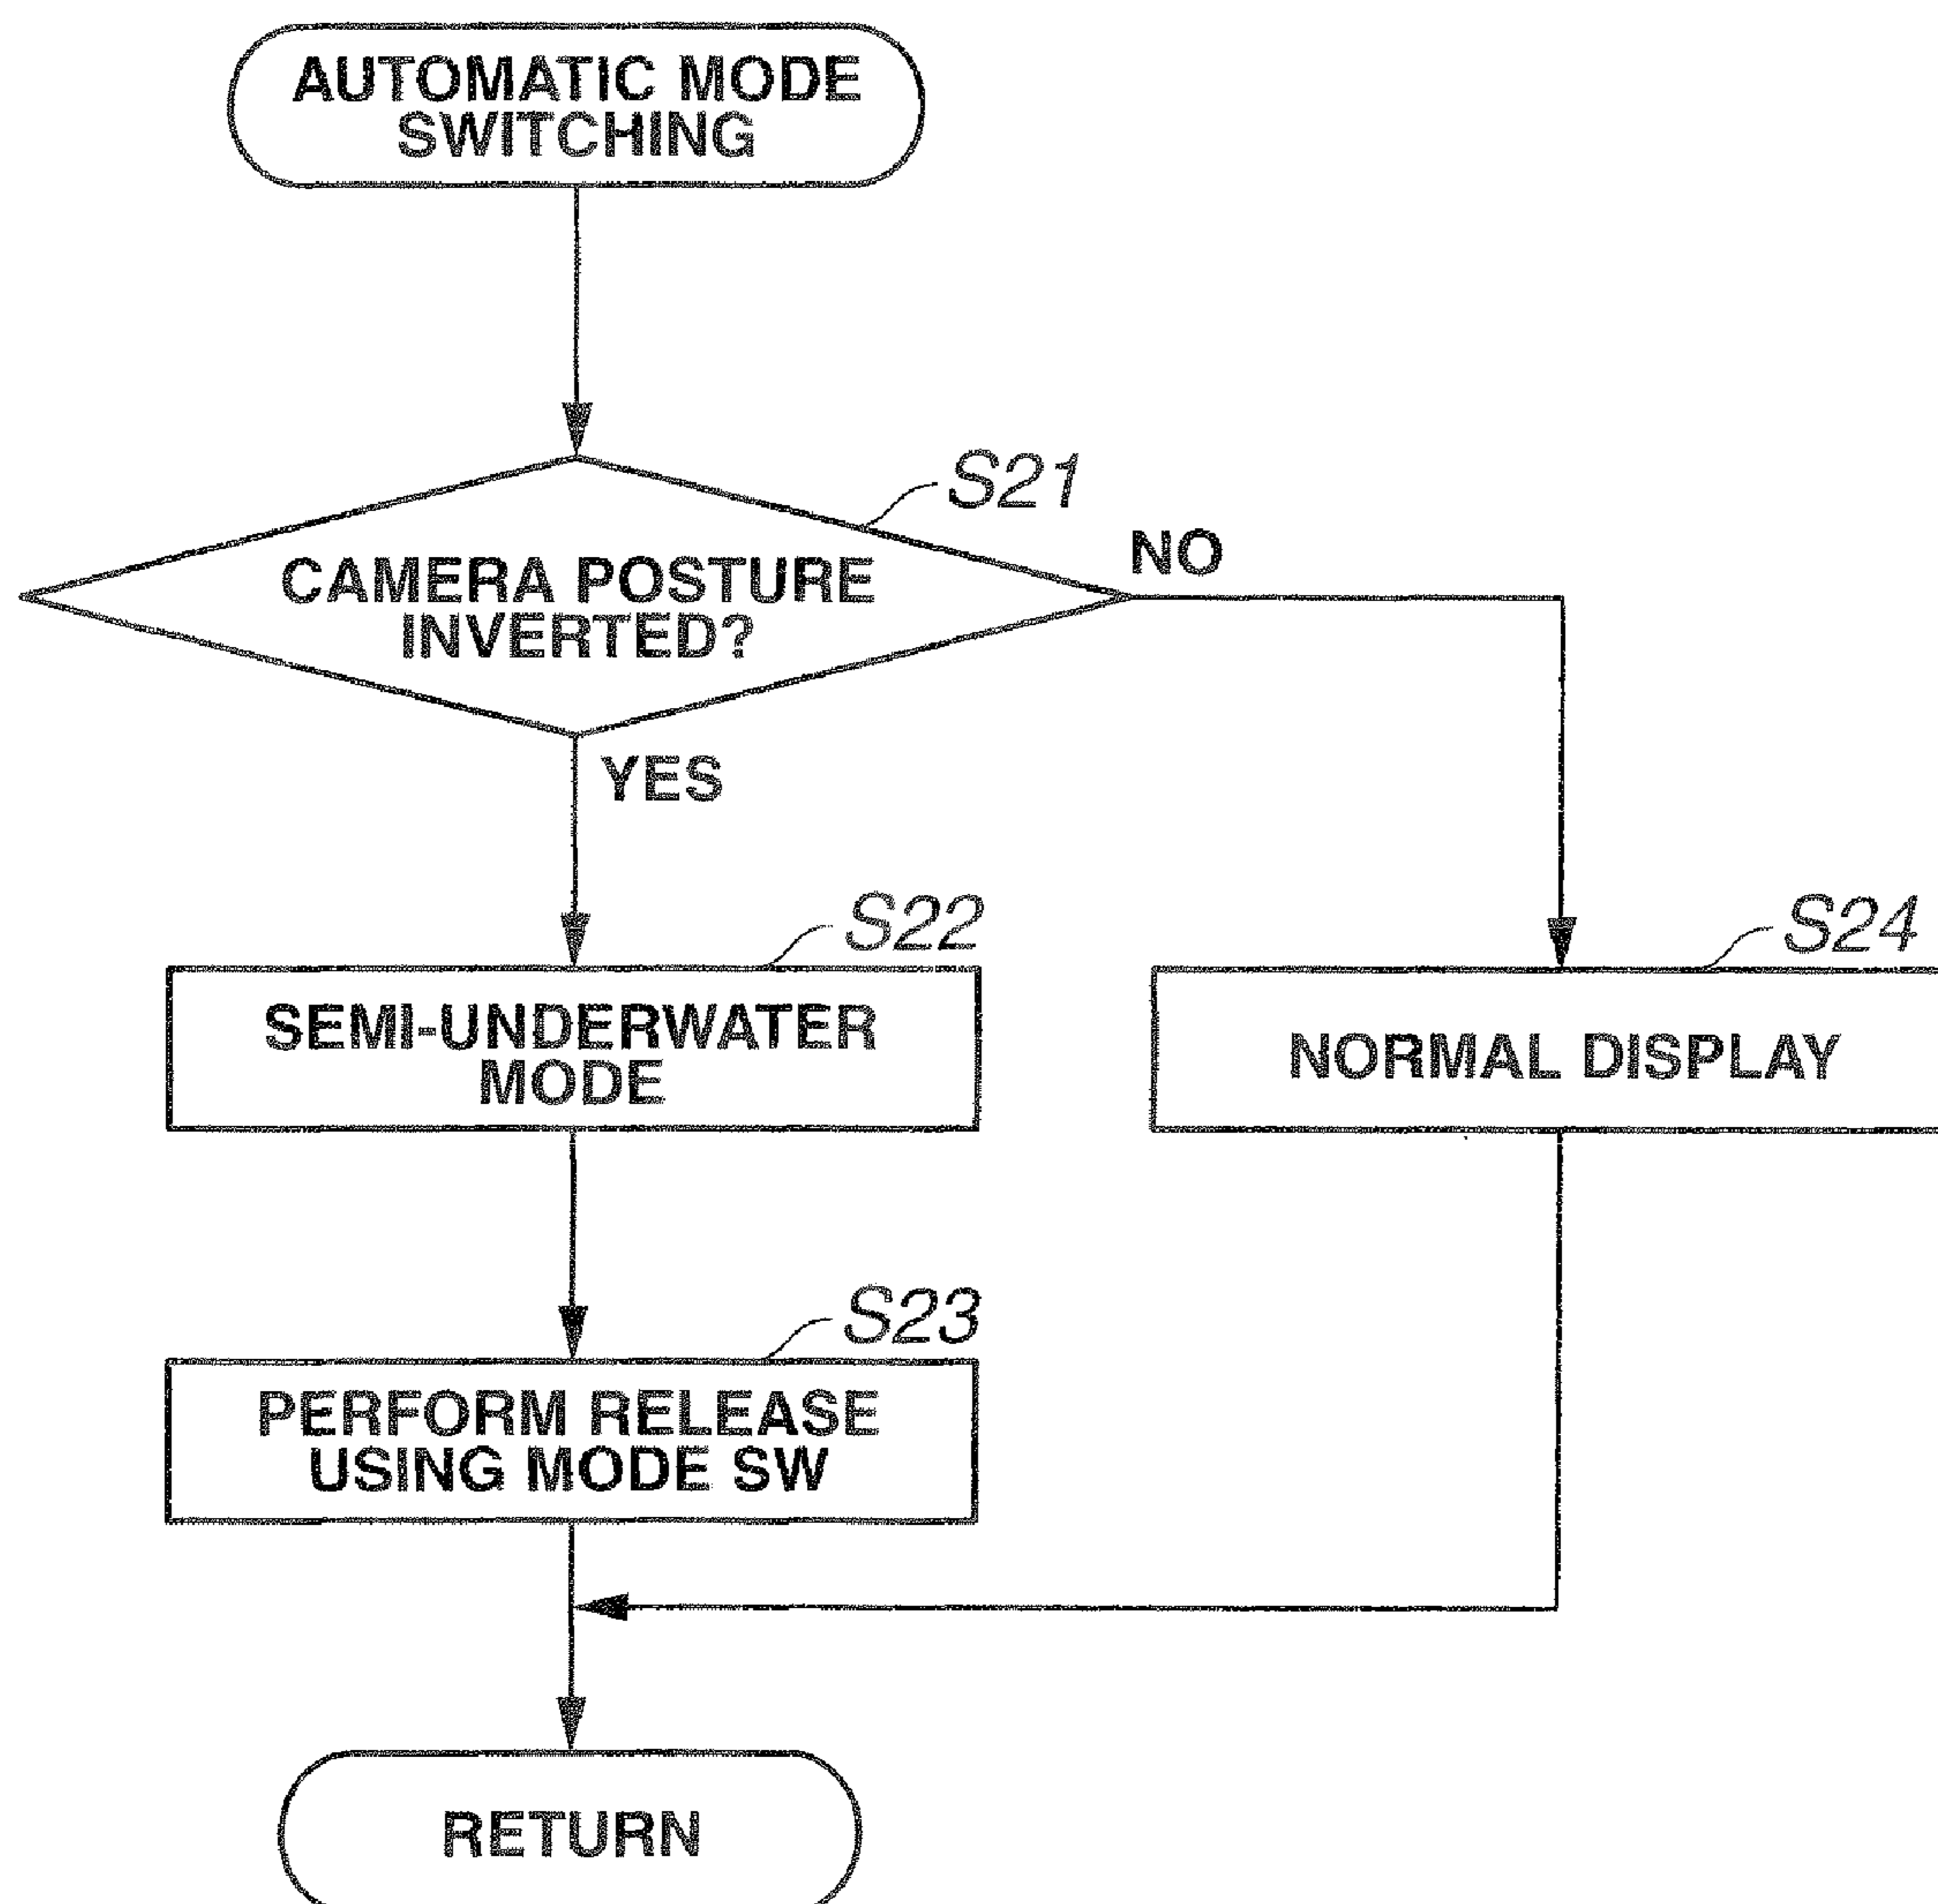 AUTOMATIC MODE
SWITCHING
S21
CAMERA POSTURE
INVERTED?
NO
YES
S22
SEMI-UNDERWATER
MODE
S24
NORMAL DISPLAY
S23
PERFORM RELEASE
USING MODE SW
RETURN